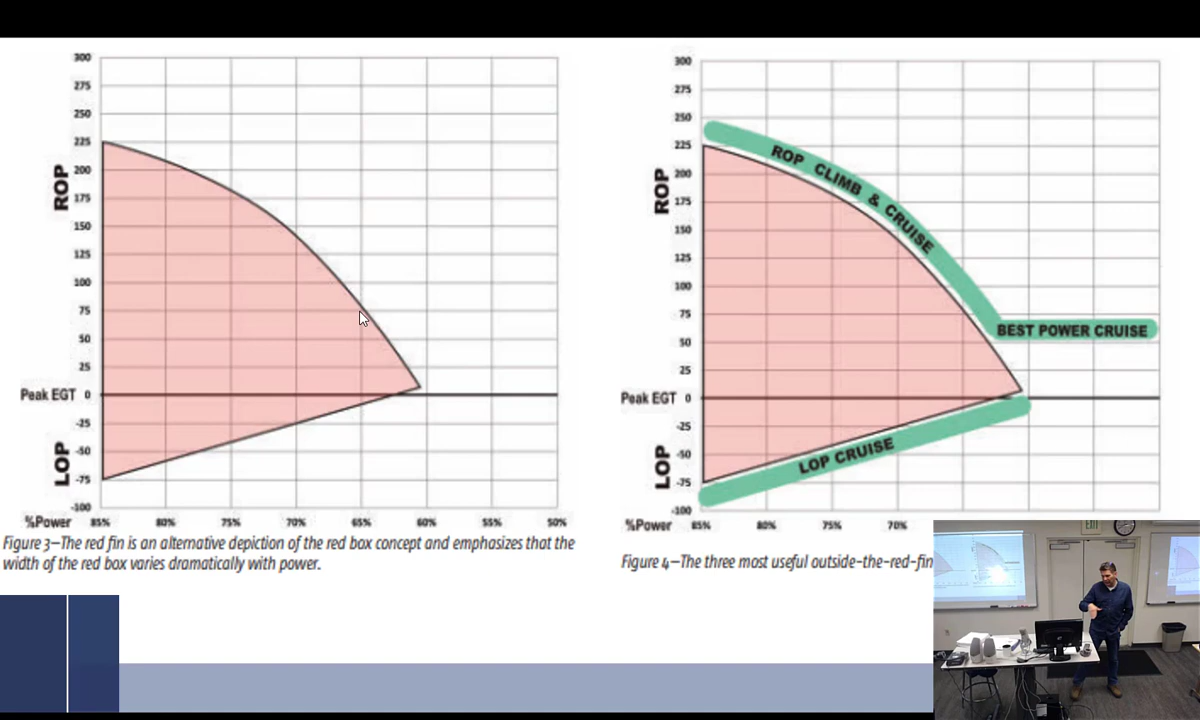 300
275
250
225
200
175
150
125
100
75
50
25
Peak EGT 0
-25
-50
-75
-100
ROP
LOP
%Power 85% 80% 75% 70% 65% 60% 55% 50%
Figure 3—The red fin is an alternative depiction of the red box concept and emphasizes that the
width of the red box varies dramatically with power.
300
275
250
225
200
175
150
125
100
75
50
25
Peak EGT 0
-25
-50
-75
-100
ROP
LOP
ROP CLIMB & CRUISE
BEST POWER CRUISE
LOP CRUISE
%Power 85% 80% 75% 70%
Figure 4—The three most useful outside-the-red-fin
EXIT